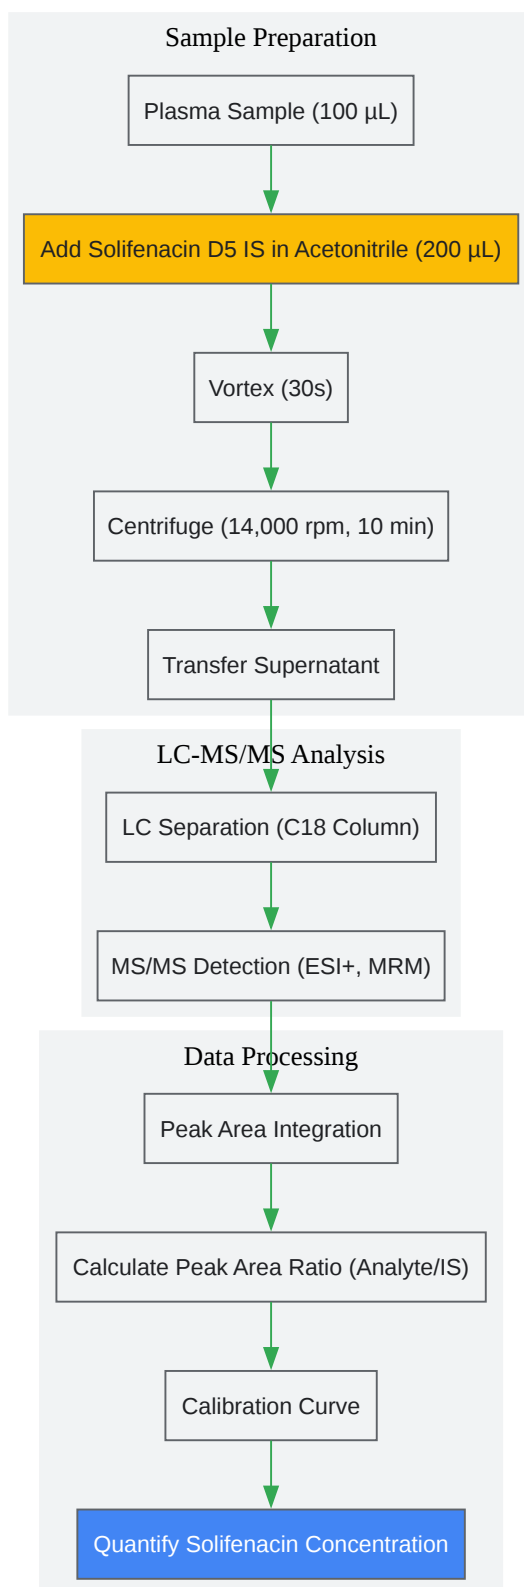 Sample Preparation
Plasma Sample (100 µL)
Add Solifenacin D5 IS in Acetonitrile (200 µL)
Vortex (30s)
Centrifuge (14,000 rpm, 10 min)
Transfer Supernatant
LC-MS/MS Analysis
LC Separation (C18 Column)
MS/MS Detection (ESI+, MRM)
Data Processing
Peak Area Integration
Calculate Peak Area Ratio (Analyte/IS)
Calibration Curve
Quantify Solifenacin Concentration